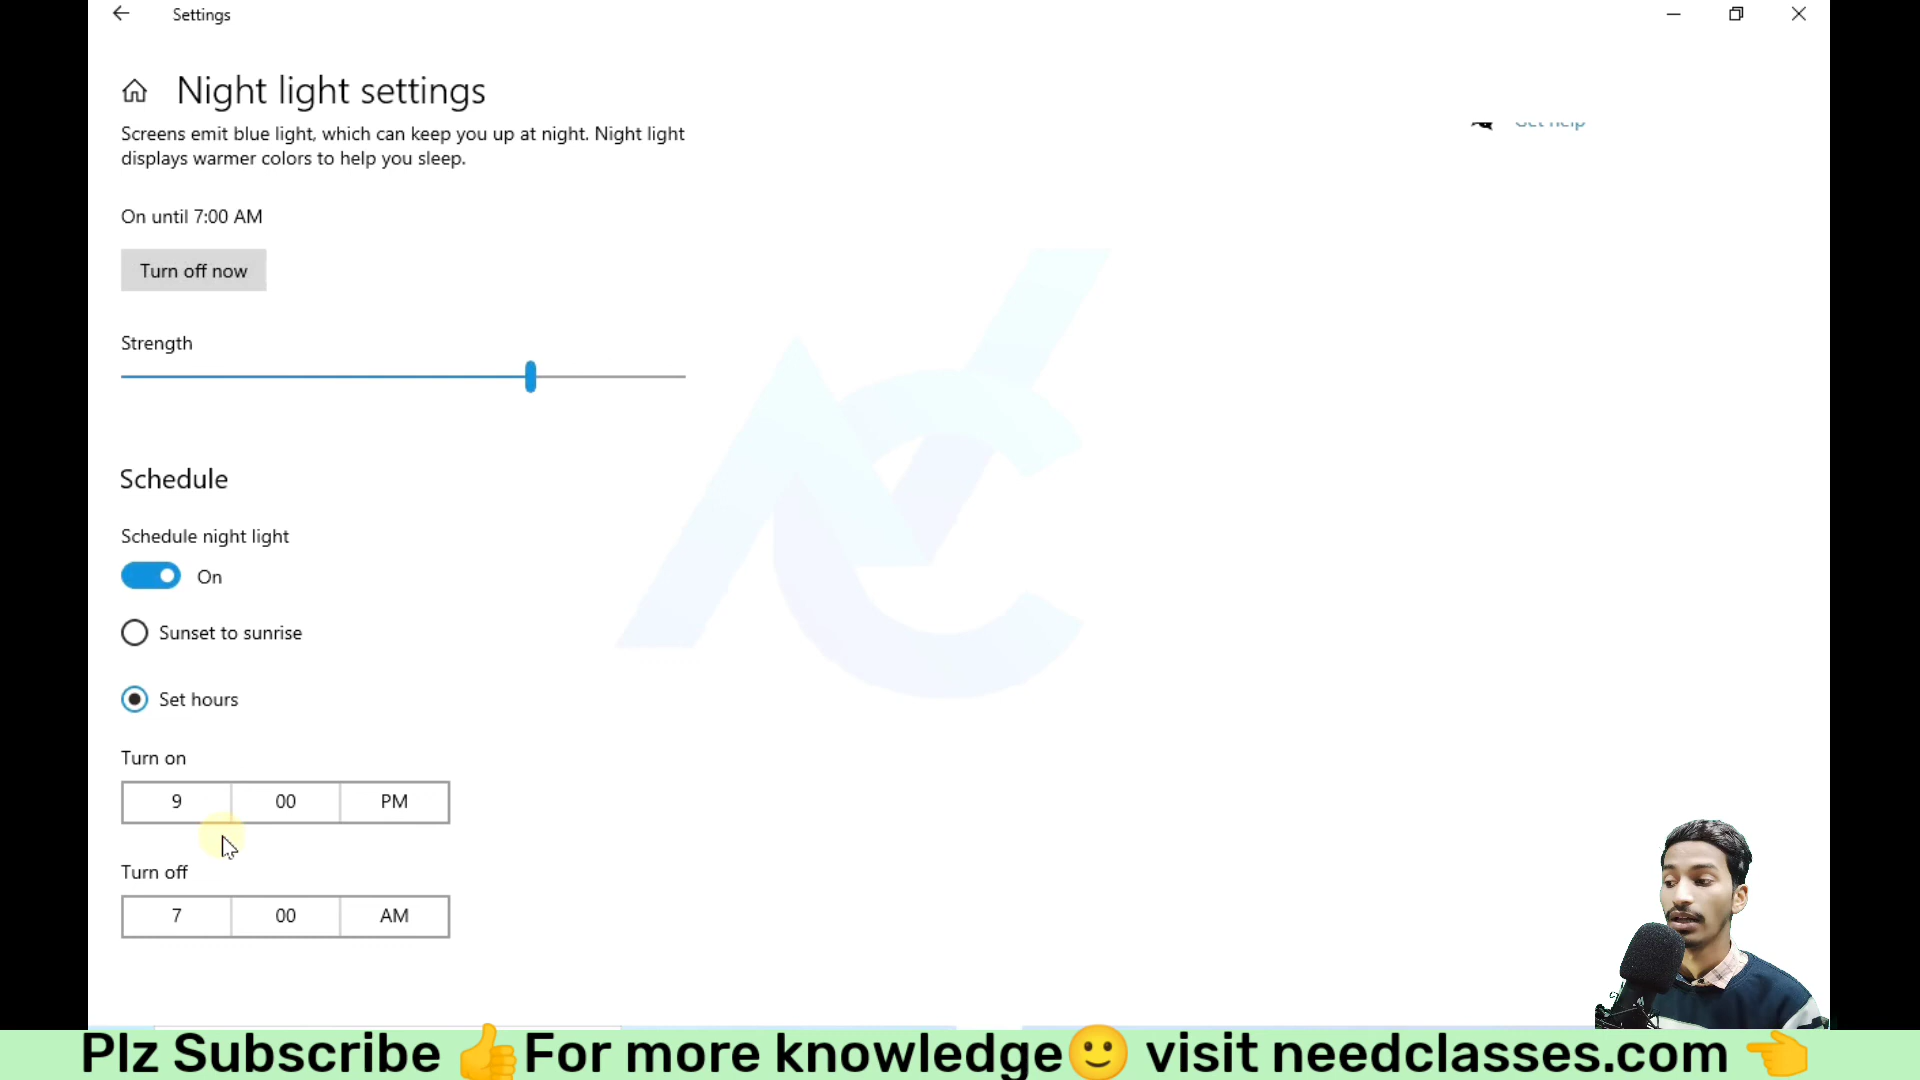 Settings
Night light settings
Screens emit blue light, which can keep you up at night. Night light
displays warmer colors to help you sleep.
Get help
On until 7:00 AM
Turn off now
Strength
Schedule
Schedule night light
On
Sunset to sunrise
Set hours
Turn on
9 00 PM
Turn off
7 00 AM
Plz Subscribe 👍For more knowledge🙂 visit needclasses.com 👈